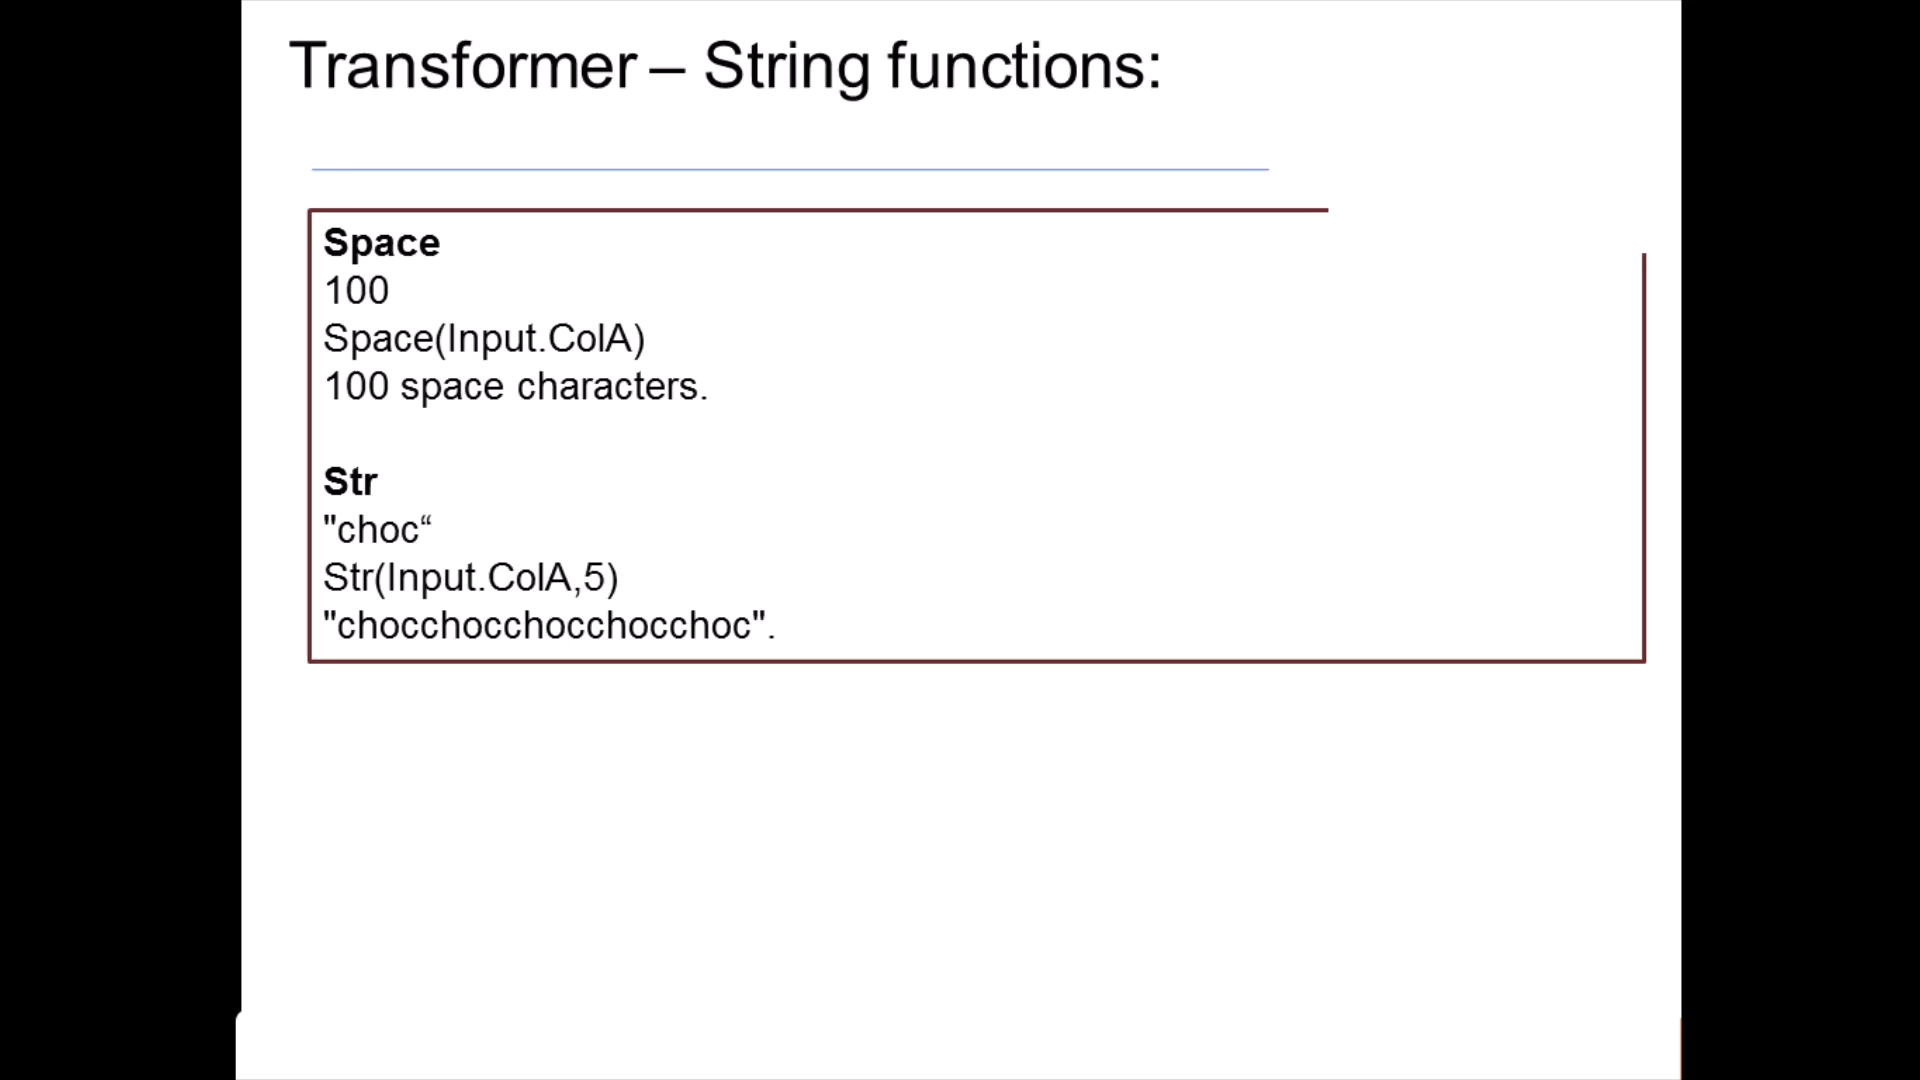 Transformer – String functions:
Space
100
Space(Input.ColA)
100 space characters.
Str
"choc“
Str(Input.ColA,5)
"chocchocchocchocchoc".